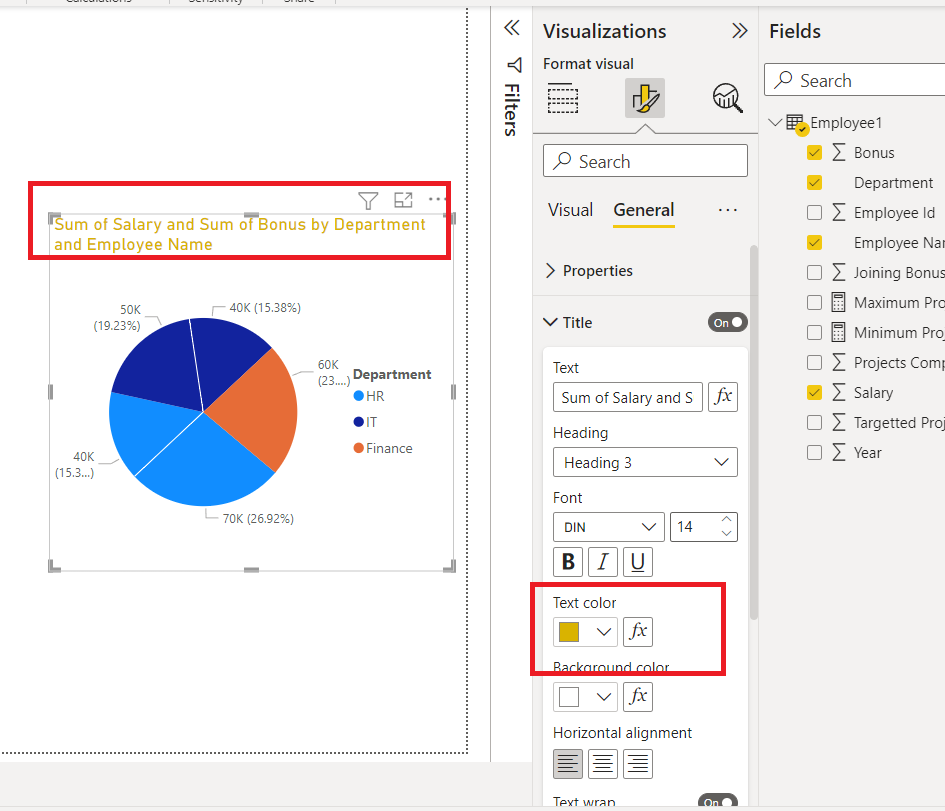 Calculations
Sensitivity
Share
Filters
Sum of Salary and Sum of Bonus by Department
and Employee Name
50K
(19.23%)
40K (15.38%)
60K
(23....)
40K
(15.3...)
70K (26.92%)
Department
HR
IT
Finance
Visualizations
Format visual
Search
Visual
General
Properties
Title
On
Text
Sum of Salary and S
fx
Heading
Heading 3
Font
DIN
14
B
I
U
Text color
fx
Background color
fx
Horizontal alignment
Text wrap
On
Fields
Search
Employee1
Bonus
Department
Employee Id
Employee Nam
Joining Bonus
Maximum Pro
Minimum Proj
Projects Comp
Salary
Targetted Proj
Year